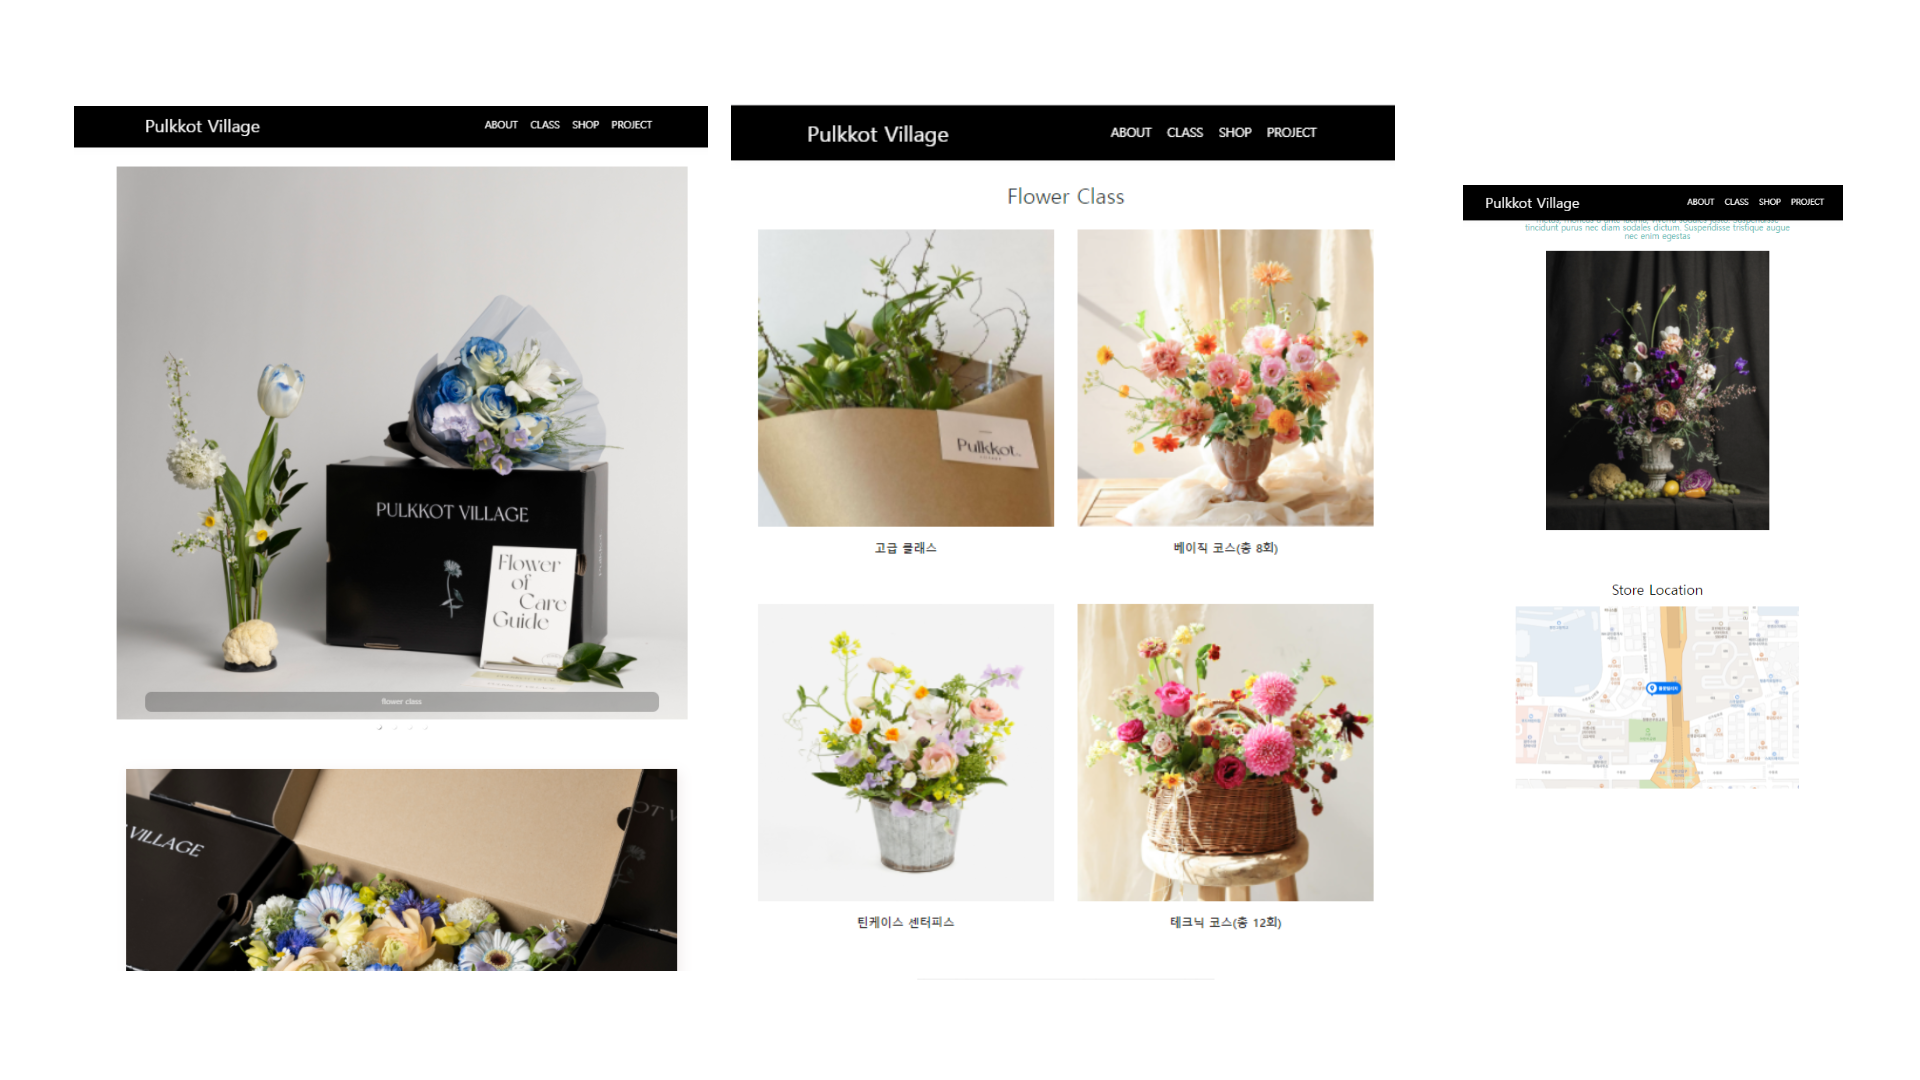 Pulkkot Village
ABOUT CLASS SHOP PROJECT
PULKKOT VILLAGE
Flower
of
Care
Guide
flower class
VILLAGE
Pulkkot Village
ABOUT CLASS SHOP PROJECT
Flower Class
Pulkkot
고급 클래스
베이직 코스(총 8회)
틴케이스 센터피스
테크닉 코스(총 12회)
Pulkkot Village
ABOUT CLASS SHOP PROJECT
tincidunt purus nec diam sodales dictum. Suspendisse tristique augue
nec enim egestas
Store Location